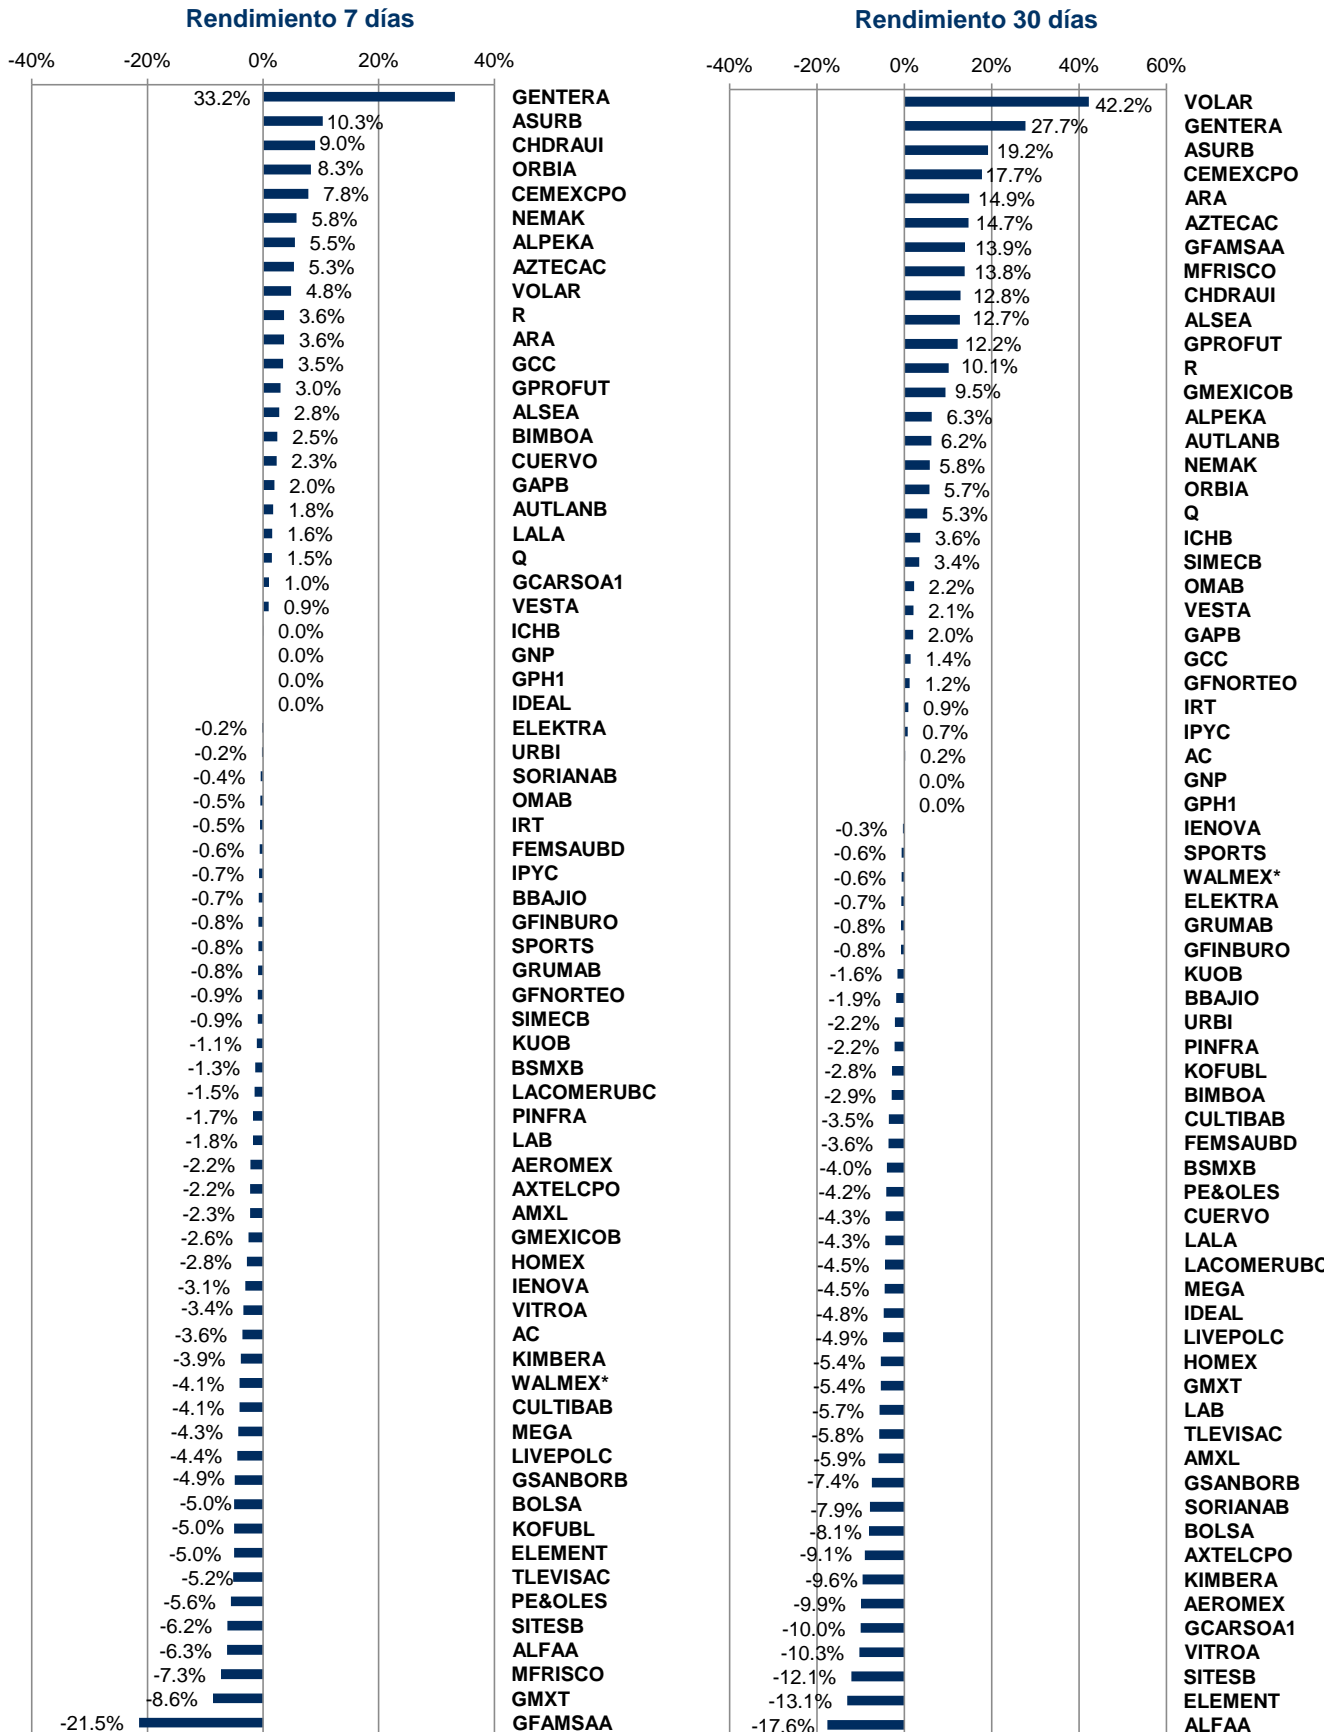 Rendimiento 7 días
-40% -20% 0% 20% 40%
33.2% GENTERA
10.3% ASURB
9.0% CHDRAUI
8.3% ORBIA
7.8% CEMEXCPO
5.8% NEMAK
5.5% ALPEKA
5.3% AZTECAC
4.8% VOLAR
3.6% R
3.6% ARA
3.5% GCC
3.0% GPROFUT
2.8% ALSEA
2.5% BIMBOA
2.3% CUERVO
2.0% GAPB
1.8% AUTLANB
1.6% LALA
1.5% Q
1.0% GCARSOA1
0.9% VESTA
0.0% ICHB
0.0% GNP
0.0% GPH1
0.0% IDEAL
-0.2% ELEKTRA
-0.2% URBI
-0.4% SORIANAB
-0.5% OMAB
-0.5% IRT
-0.6% FEMSAUBD
-0.7% IPYC
-0.7% BBAJIO
-0.8% GFINBURO
-0.8% SPORTS
-0.8% GRUMAB
-0.9% GFNORTEO
-0.9% SIMECB
-1.1% KUOB
-1.3% BSMXB
-1.5% LACOMERUBC
-1.7% PINFRA
-1.8% LAB
-2.2% AEROMEX
-2.2% AXTELCPO
-2.3% AMXL
-2.6% GMEXICOB
-2.8% HOMEX
-3.1% IENOVA
-3.4% VITROA
-3.6% AC
-3.9% KIMBERA
-4.1% WALMEX*
-4.1% CULTIBAB
-4.3% MEGA
-4.4% LIVEPOLC
-4.9% GSANBORB
-5.0% BOLSA
-5.0% KOFUBL
-5.0% ELEMENT
-5.2% TLEVISAC
-5.6% PE&OLES
-6.2% SITESB
-6.3% ALFAA
-7.3% MFRISCO
-8.6% GMXT
-21.5% GFAMSAA
Rendimiento 30 días
-40% -20% 0% 20% 40% 60%
42.2% VOLAR
27.7% GENTERA
19.2% ASURB
17.7% CEMEXCPO
14.9% ARA
14.7% AZTECAC
13.9% GFAMSAA
13.8% MFRISCO
12.8% CHDRAUI
12.7% ALSEA
12.2% GPROFUT
10.1% R
9.5% GMEXICOB
6.3% ALPEKA
6.2% AUTLANB
5.8% NEMAK
5.7% ORBIA
5.3% Q
3.6% ICHB
3.4% SIMECB
2.2% OMAB
2.1% VESTA
2.0% GAPB
1.4% GCC
1.2% GFNORTEO
0.9% IRT
0.7% IPYC
0.2% AC
0.0% GNP
0.0% GPH1
-0.3% IENOVA
-0.6% SPORTS
-0.6% WALMEX*
-0.7% ELEKTRA
-0.8% GRUMAB
-0.8% GFINBURO
-1.6% KUOB
-1.9% BBAJIO
-2.2% URBI
-2.2% PINFRA
-2.8% KOFUBL
-2.9% BIMBOA
-3.5% CULTIBAB
-3.6% FEMSAUBD
-4.0% BSMXB
-4.2% PE&OLES
-4.3% CUERVO
-4.3% LALA
-4.5% LACOMERUBC
-4.5% MEGA
-4.8% IDEAL
-4.9% LIVEPOLC
-5.4% HOMEX
-5.4% GMXT
-5.7% LAB
-5.8% TLEVISAC
-5.9% AMXL
-7.4% GSANBORB
-7.9% SORIANAB
-8.1% BOLSA
-9.1% AXTELCPO
-9.6% KIMBERA
-9.9% AEROMEX
-10.0% GCARSOA1
-10.3% VITROA
-12.1% SITESB
-13.1% ELEMENT
-17.6% ALFAA